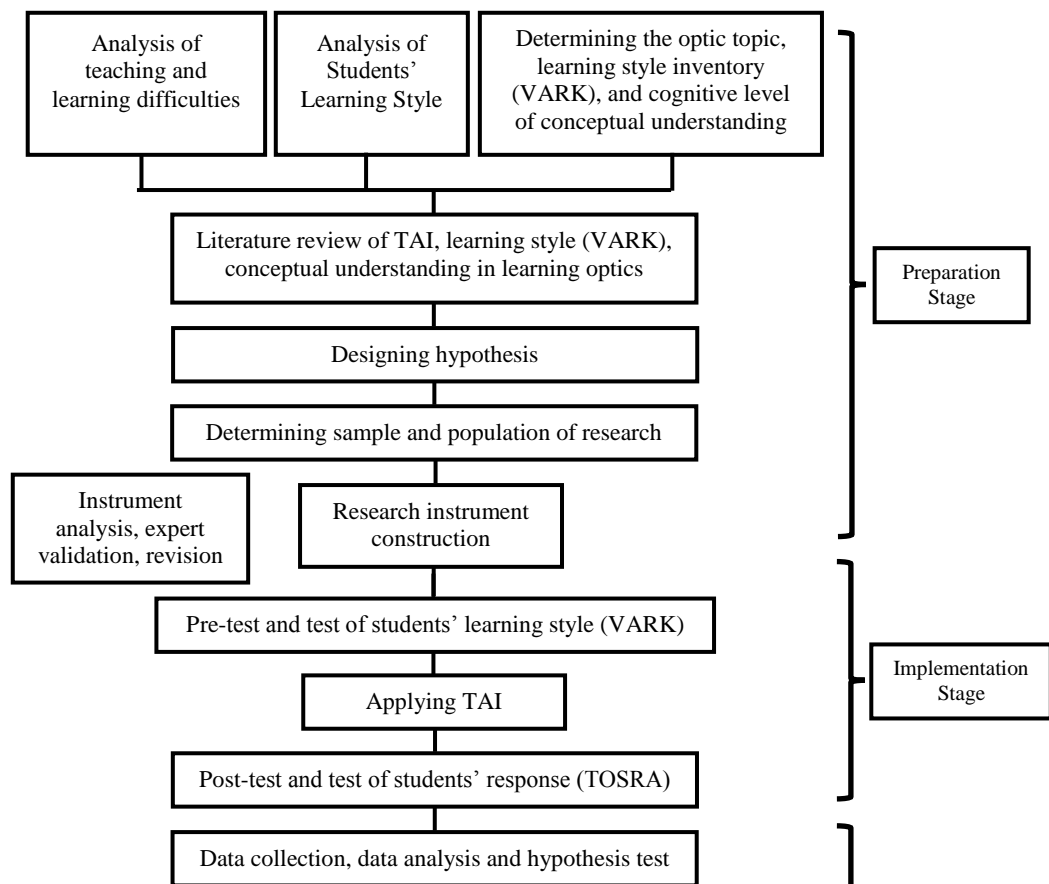 Analysis of
teaching and
learning difficulties
Analysis of
Students’
Learning Style
Determining the optic topic,
learning style inventory
(VARK), and cognitive level
of conceptual understanding
Literature review of TAI, learning style (VARK),
conceptual understanding in learning optics
Preparation
Stage
Designing hypothesis
Determining sample and population of research
Instrument
analysis, expert
validation, revision
Research instrument
construction
Pre-test and test of students’ learning style (VARK)
Implementation
Stage
Applying TAI
Post-test and test of students’ response (TOSRA)
Data collection, data analysis and hypothesis test